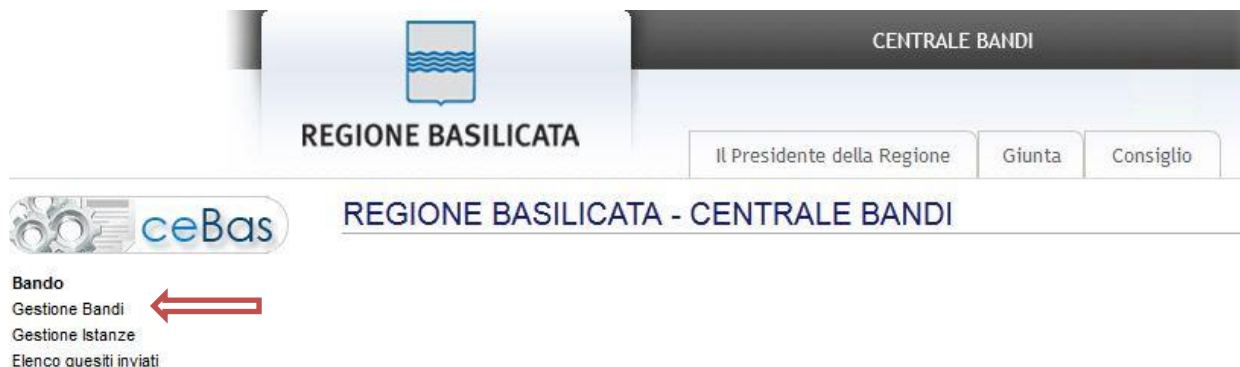 CENTRALE BANDI
REGIONE BASILICATA
Il Presidente della Regione
Giunta
Consiglio
ceBas
REGIONE BASILICATA - CENTRALE BANDI
Bando
Gestione Bandi
Gestione Istanze
Elenco quesiti inviati